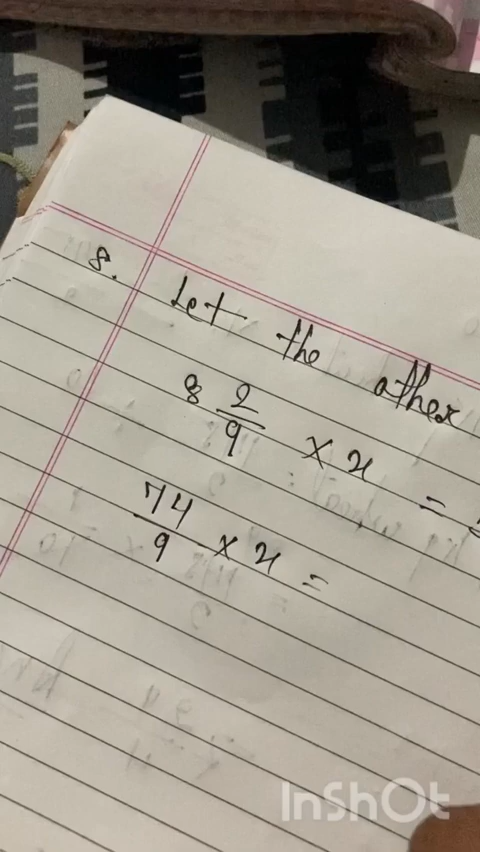 8. Let the other
8 2/9 × x =
74/9 × x =
InShOt